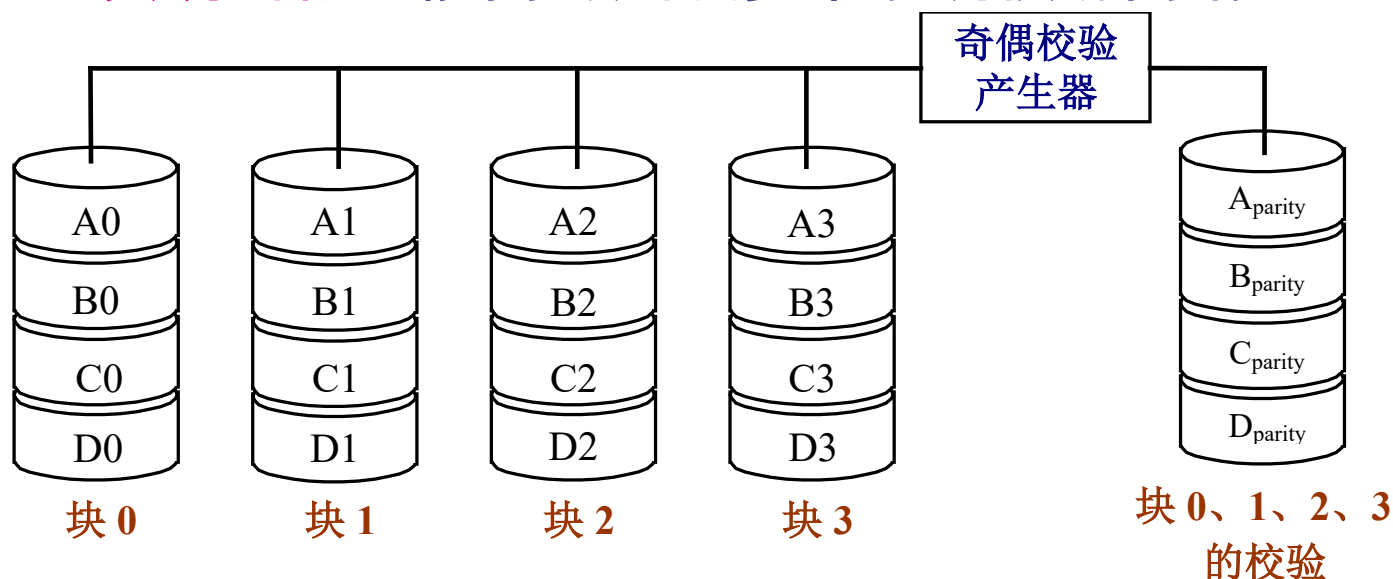 奇偶校验
产生器
A0 A1 A2 A3 Aparity
B0 B1 B2 B3 Bparity
C0 C1 C2 C3 Cparity
D0 D1 D2 D3 Dparity
块 0 块 1 块 2 块 3 块 0、1、2、3
的校验